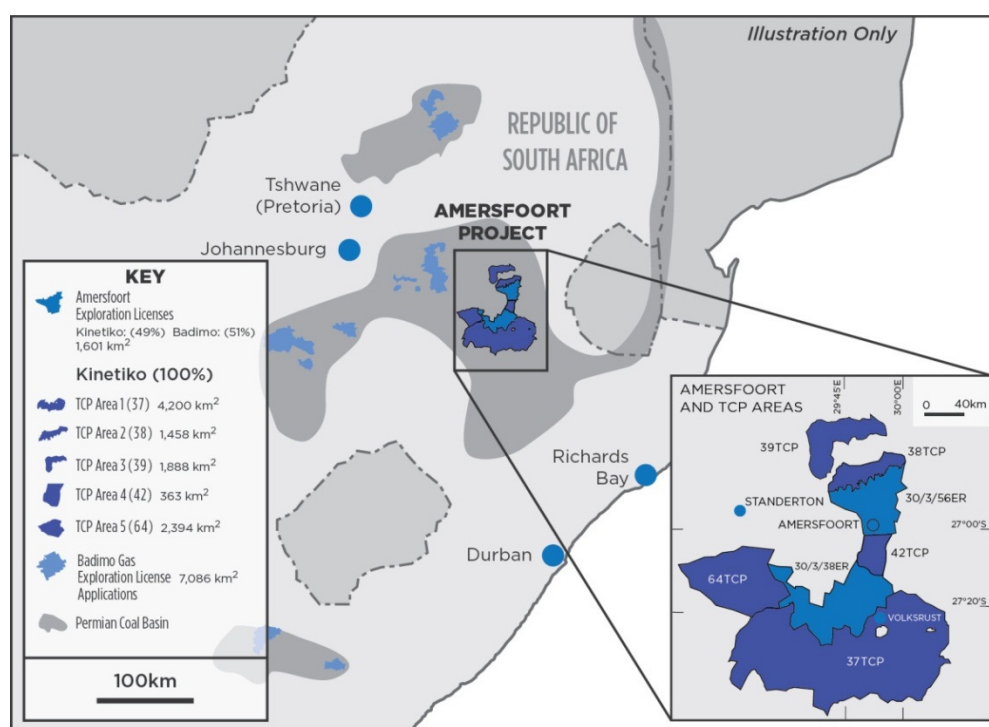 Illustration Only
REPUBLIC OF
SOUTH AFRICA
Tshwane
(Pretoria)
Johannesburg
AMERSFOORT
PROJECT
Richards
Bay
Durban
KEY
Amersfoort
Exploration Licenses
Kinetiko: (49%) Badimo: (51%)
1,601 km²
Kinetiko (100%)
TCP Area 1 (37) 4,200 km²
TCP Area 2 (38) 1,458 km²
TCP Area 3 (39) 1,888 km²
TCP Area 4 (42) 363 km²
TCP Area 5 (64) 2,394 km²
Badimo Gas
Exploration License 7,086 km²
Applications
Permian Coal Basin
100km
AMERSFOORT
AND TCP AREAS
29°45
30°00
0 40km
39TCP
38TCP
30/3/56ER
STANDERTON
AMERSFOORT
27°00'S
42TCP
30/3/38ER
64TCP
27°20'S
VOLKSRUST
37TCP